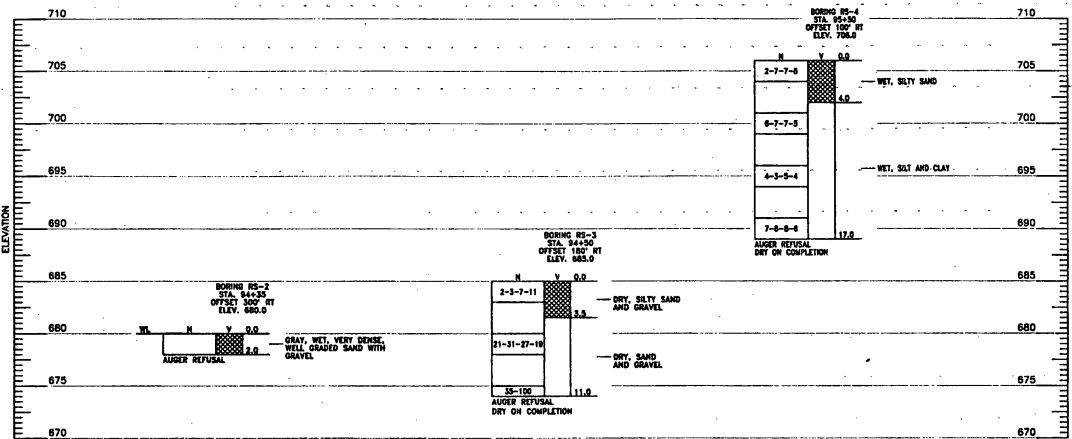 710
710
705
705
700
700
695
695
690
690
685
685
680
680
675
675
670
670
ELEVATION
BORING RS-2
STA. 94+35
OFFSET 300' RT
ELEV. 680.0
WL N V 0.0
2.0
AUGER REFUSAL
GRAY, WET, VERY DENSE,
WELL GRADED SAND WITH
GRAVEL
BORING RS-3
STA. 94+50
OFFSET 180' RT
ELEV. 685.0
N V 0.0
2-3-7-11
3.5
DRY, SILTY SAND
AND GRAVEL
21-31-27-19
DRY, SAND
AND GRAVEL
35-100
11.0
AUGER REFUSAL
DRY ON COMPLETION
BORING RS-4
STA. 95+50
OFFSET 100' RT
ELEV. 706.0
N V 0.0
2-7-7-8
WET, SILTY SAND
4.0
6-7-7-5
4-3-5-4
WET, SILT AND CLAY
7-8-8-6
17.0
AUGER REFUSAL
DRY ON COMPLETION